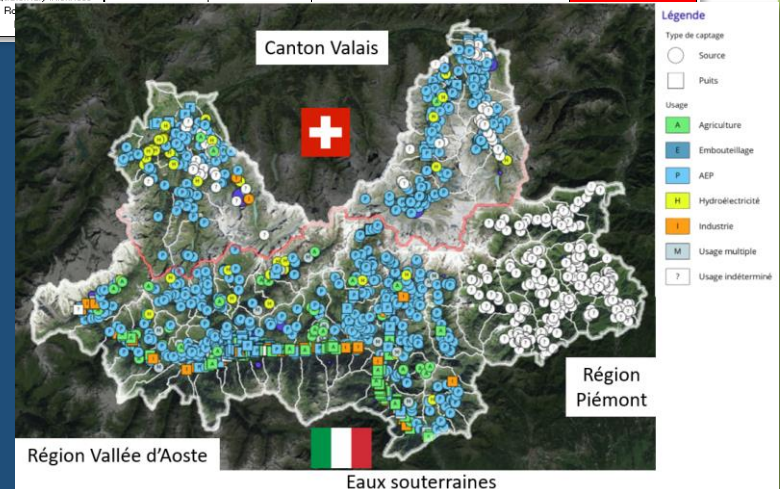 Canton Valais
Région Vallée d'Aoste
Région
Piémont
Eaux souterraines
Légende
Type de captage
Source
Puits
Usage
A Agriculture
E Embouteillage
P AEP
H Hydroélectricité
I Industrie
M Usage multiple
? Usage indéterminé